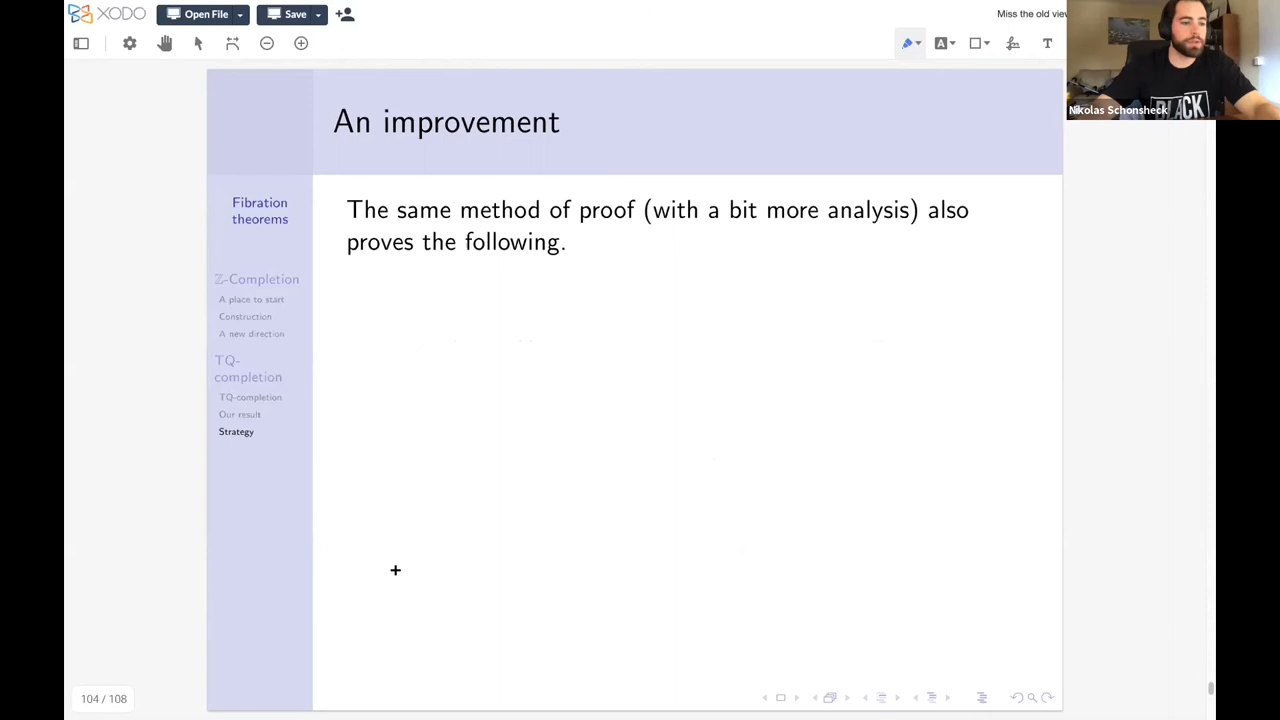 XODO
Open File
Save
Miss the old view
Nikolas Schonsheck
BLACK
An improvement
Fibration
theorems
ℤ-Completion
A place to start
Construction
A new direction
TQ-
completion
TQ-completion
Our result
Strategy
The same method of proof (with a bit more analysis) also
proves the following.
104 / 108